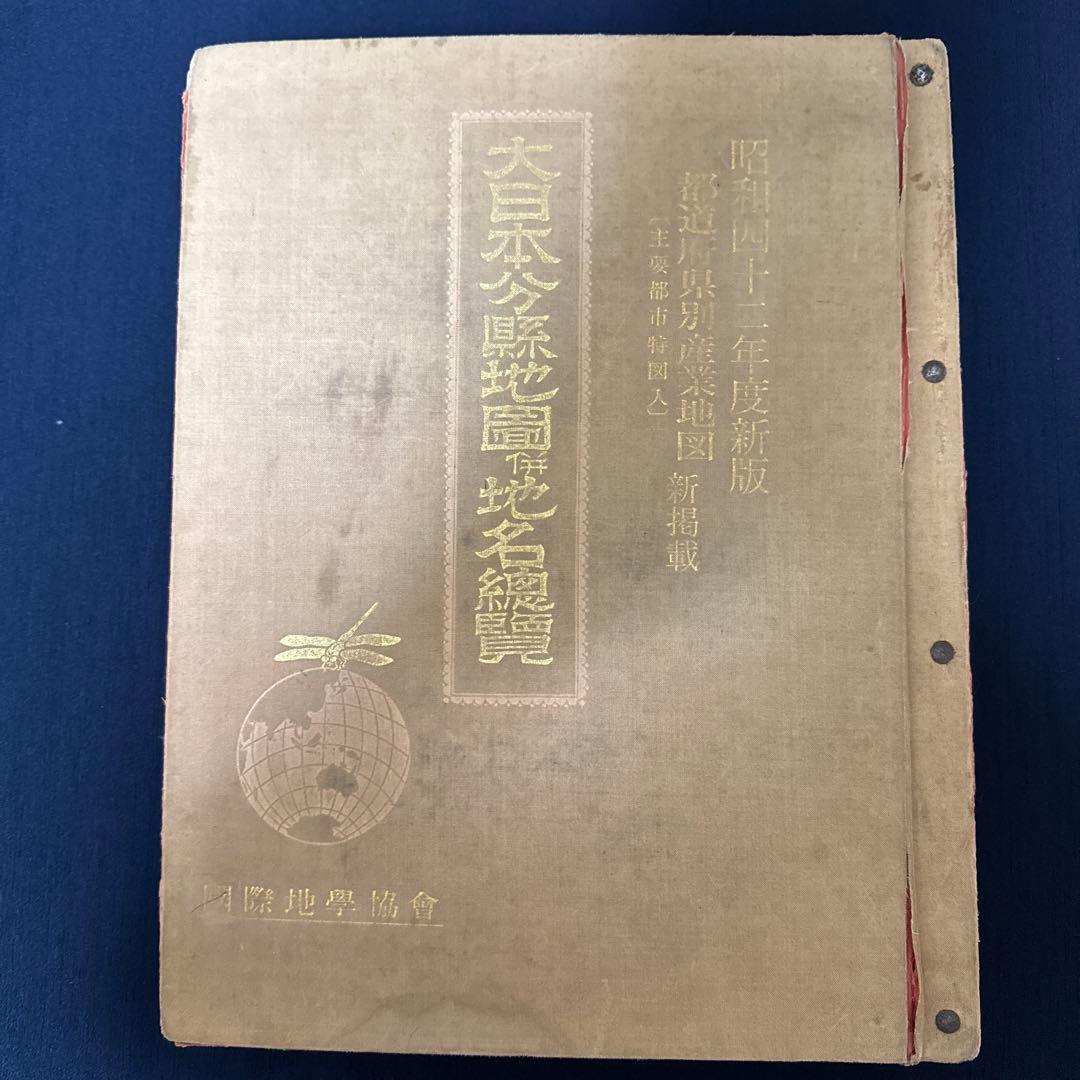 昭和四十二年度新版
都道府県別・産業地図 新掲載
〔主要都市特図入〕
大日本分縣地圖併地名總覽
國際地學協會